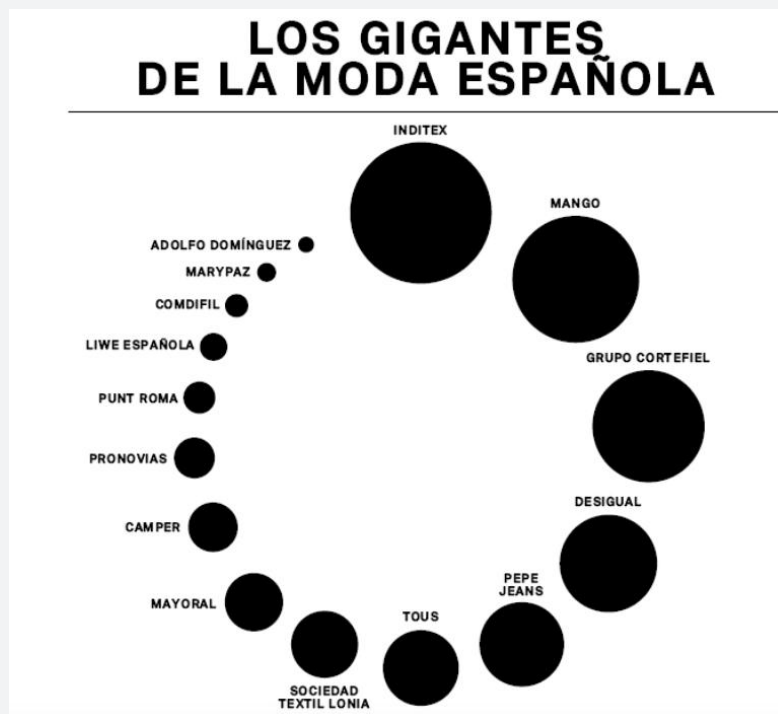 LOS GIGANTES
DE LA MODA ESPAÑOLA
INDITEX
MANGO
GRUPO CORTEFIEL
DESIGUAL
PEPE
JEANS
TOUS
SOCIEDAD
TEXTIL LONIA
MAYORAL
CAMPER
PRONOVIAS
PUNT ROMA
LIWE ESPAÑOLA
COMDIFIL
MARYPAZ
ADOLFO DOMÍNGUEZ